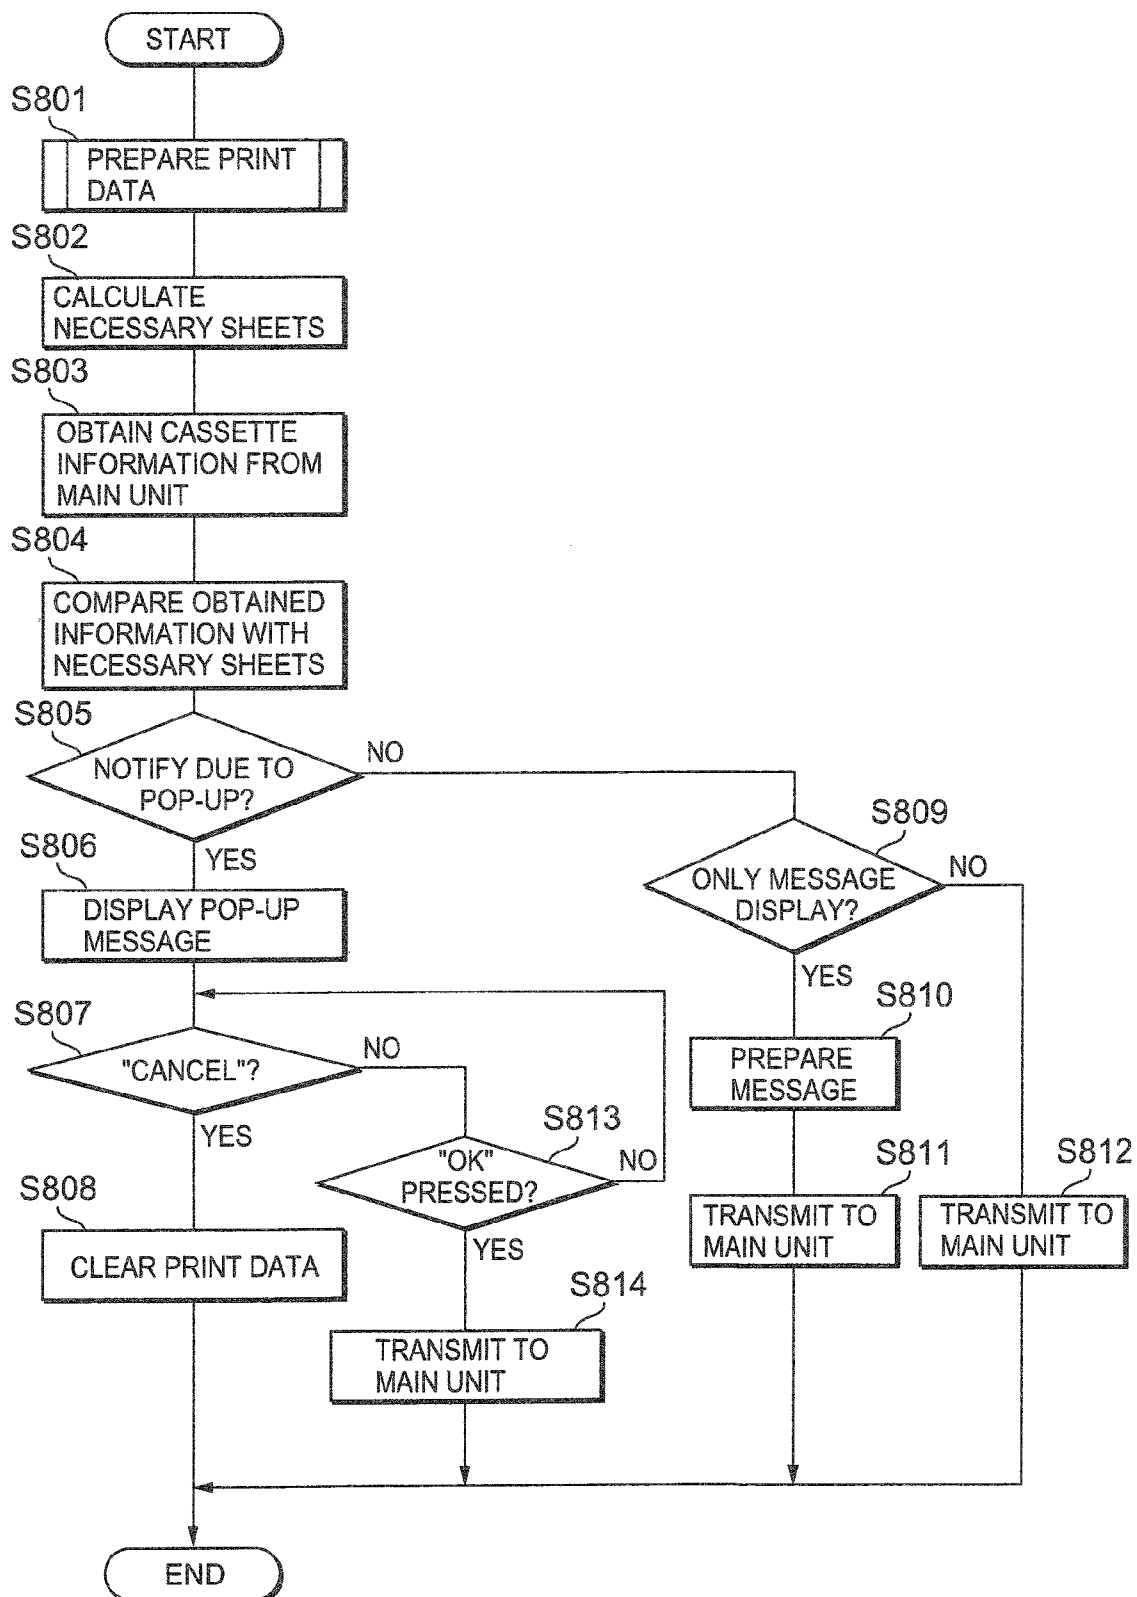 START
S801
PREPARE PRINT
DATA
S802
CALCULATE
NECESSARY SHEETS
S803
OBTAIN CASSETTE
INFORMATION FROM
MAIN UNIT
S804
COMPARE OBTAINED
INFORMATION WITH
NECESSARY SHEETS
S805
NOTIFY DUE TO
POP-UP?
NO
YES
S806
DISPLAY POP-UP
MESSAGE
S807
"CANCEL"?
NO
YES
S808
CLEAR PRINT DATA
S813
"OK"
PRESSED?
NO
YES
S814
TRANSMIT TO
MAIN UNIT
S809
ONLY MESSAGE
DISPLAY?
NO
YES
S810
PREPARE
MESSAGE
S811
TRANSMIT TO
MAIN UNIT
S812
TRANSMIT TO
MAIN UNIT
END